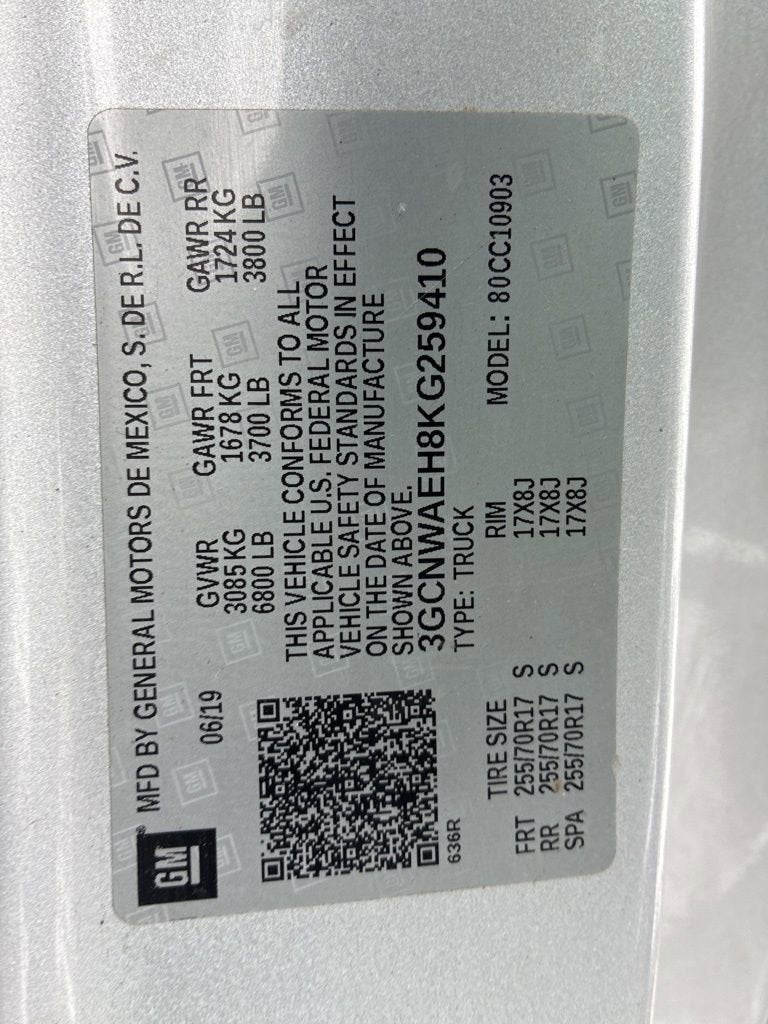 GM
MFD BY GENERAL MOTORS DE MEXICO, S. DE R.L. DE C.V.
06/19 GVWR GAWR FRT GAWR RR
3085 KG 1678 KG 1724 KG
6800 LB 3700 LB 3800 LB
THIS VEHICLE CONFORMS TO ALL
APPLICABLE U.S. FEDERAL MOTOR
VEHICLE SAFETY STANDARDS IN EFFECT
ON THE DATE OF MANUFACTURE
SHOWN ABOVE.
3GCNWAEH8KG259410
636R TYPE: TRUCK MODEL: 80CC10903
TIRE SIZE RIM
FRT 255/70R17 S 17X8J
RR 255/70R17 S 17X8J
SPA 255/70R17 S 17X8J